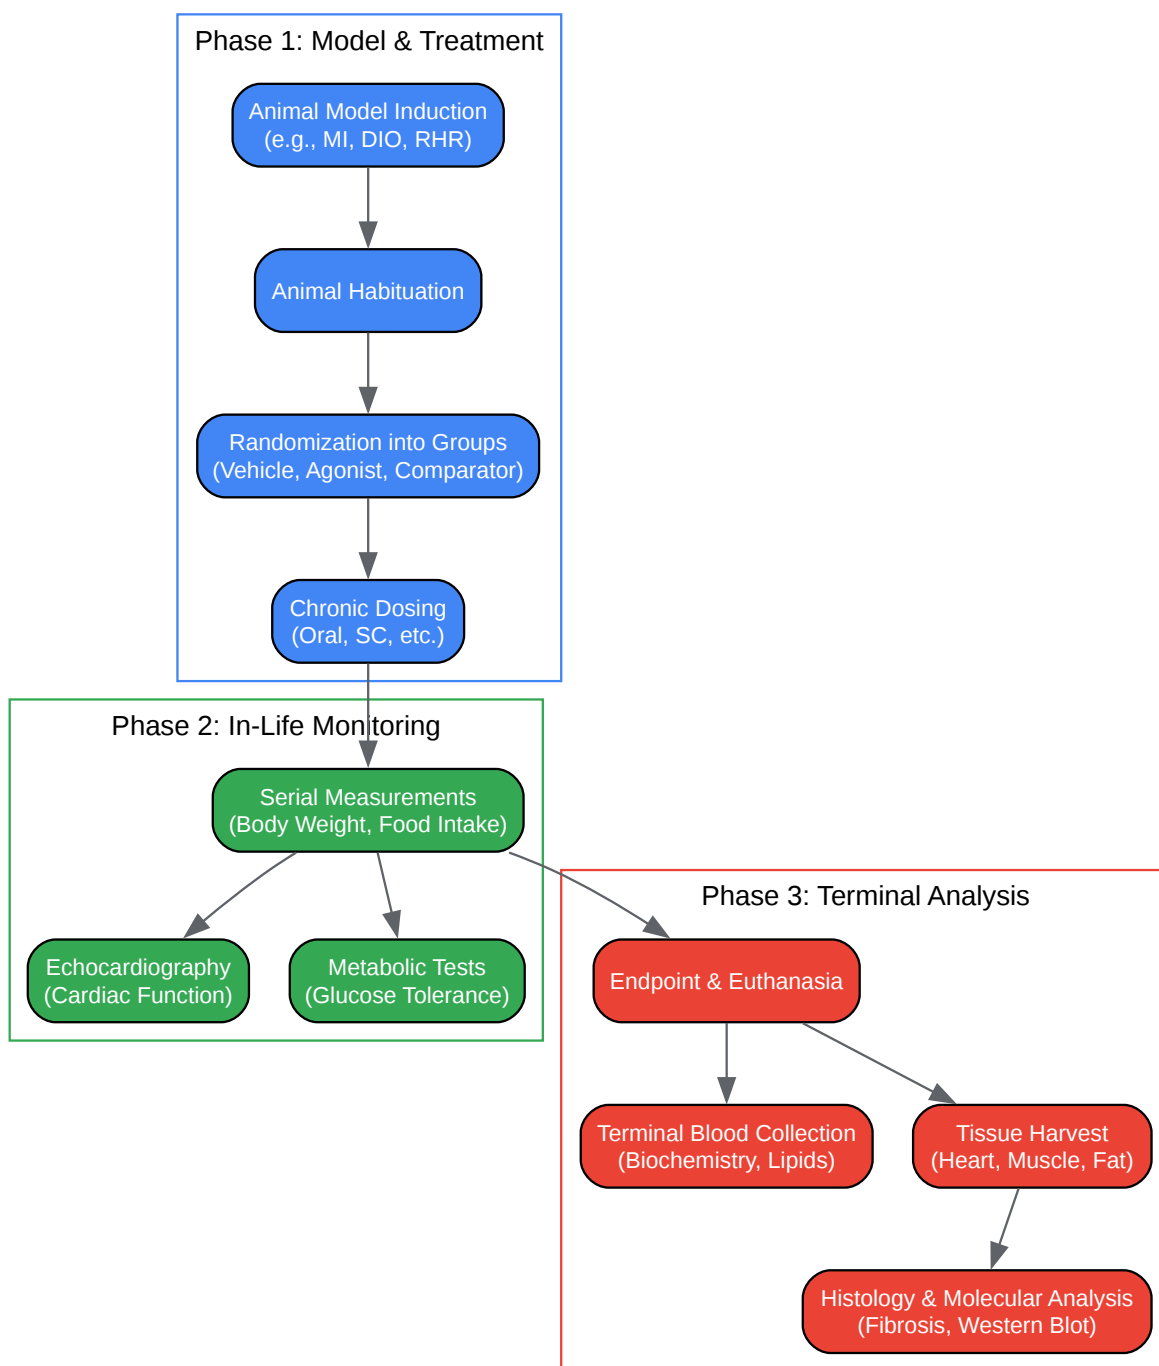 Phase 1: Model & Treatment
Animal Model Induction
(e.g., MI, DIO, RHR)
Animal Habituation
Randomization into Groups
(Vehicle, Agonist, Comparator)
Chronic Dosing
(Oral, SC, etc.)
Phase 2: In-Life Monitoring
Serial Measurements
(Body Weight, Food Intake)
Echocardiography
(Cardiac Function)
Metabolic Tests
(Glucose Tolerance)
Phase 3: Terminal Analysis
Endpoint & Euthanasia
Terminal Blood Collection
(Biochemistry, Lipids)
Tissue Harvest
(Heart, Muscle, Fat)
Histology & Molecular Analysis
(Fibrosis, Western Blot)